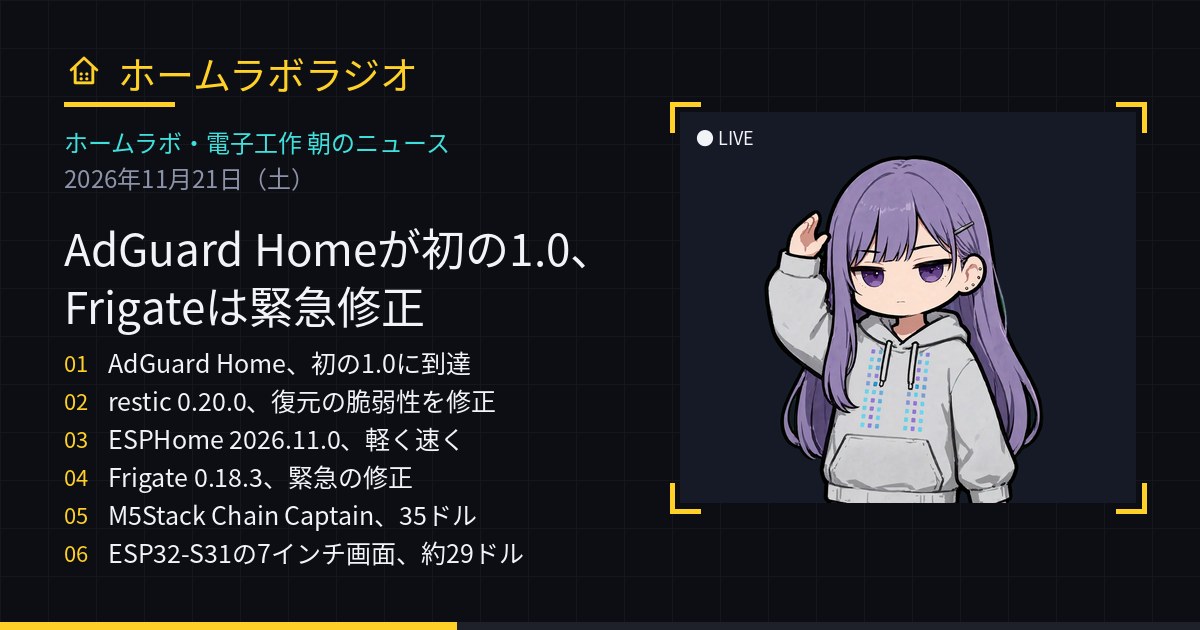 ホームラボラジオ
ホームラボ・電子工作 朝のニュース
2026年11月21日（土）
AdGuard Homeが初の1.0、
Frigateは緊急修正
01 AdGuard Home、初の1.0に到達
02 restic 0.20.0、復元の脆弱性を修正
03 ESPHome 2026.11.0、軽く速く
04 Frigate 0.18.3、緊急の修正
05 M5Stack Chain Captain、35ドル
06 ESP32-S31の7インチ画面、約29ドル
LIVE